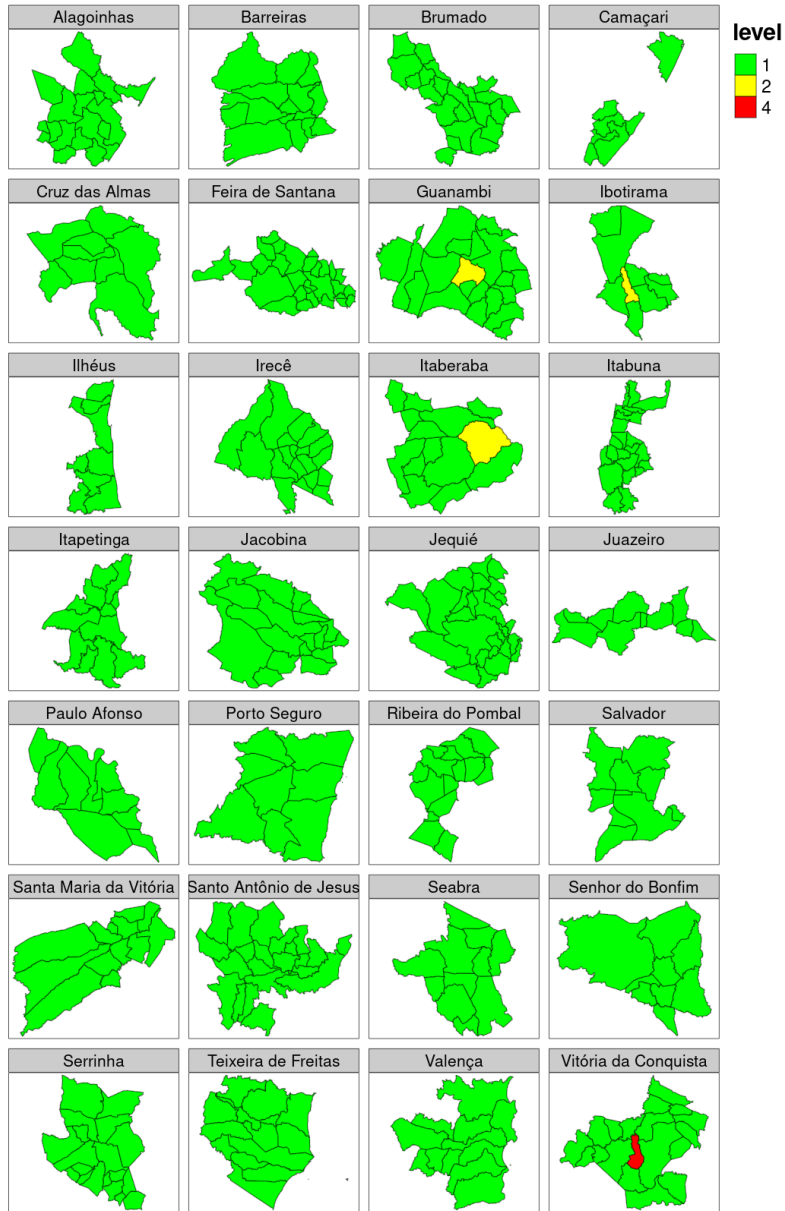 Alagoinhas
Barreiras
Brumado
Camaçari
level
1
2
4
Cruz das Almas
Feira de Santana
Guanambi
Ibotirama
Ilhéus
Irecê
Itaberaba
Itabuna
Itapetinga
Jacobina
Jequié
Juazeiro
Paulo Afonso
Porto Seguro
Ribeira do Pombal
Salvador
Santa Maria da Vitória
Santo Antônio de Jesus
Seabra
Senhor do Bonfim
Serrinha
Teixeira de Freitas
Valença
Vitória da Conquista